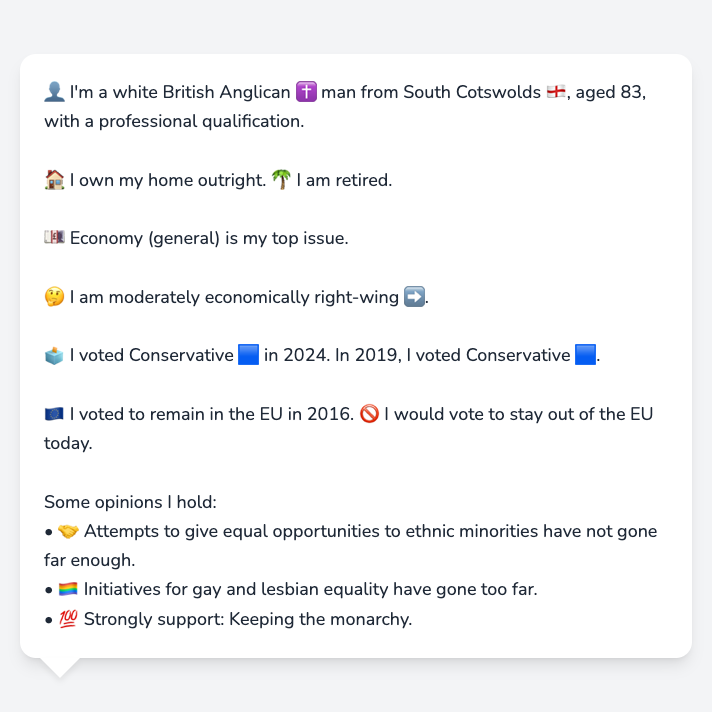 👤 I'm a white British Anglican ✝️ man from South Cotswolds 🏴󠁧󠁢󠁥󠁮󠁧󠁿, aged 83,
with a professional qualification.
🏠 I own my home outright. 🌴 I am retired.
💷 Economy (general) is my top issue.
🤔 I am moderately economically right-wing ➡️.
🗳️ I voted Conservative 🟦 in 2024. In 2019, I voted Conservative 🟦.
🇪🇺 I voted to remain in the EU in 2016. 🚫 I would vote to stay out of the EU
today.
Some opinions I hold:
• 🤝 Attempts to give equal opportunities to ethnic minorities have not gone
far enough.
• 🏳️‍🌈 Initiatives for gay and lesbian equality have gone too far.
• 💯 Strongly support: Keeping the monarchy.